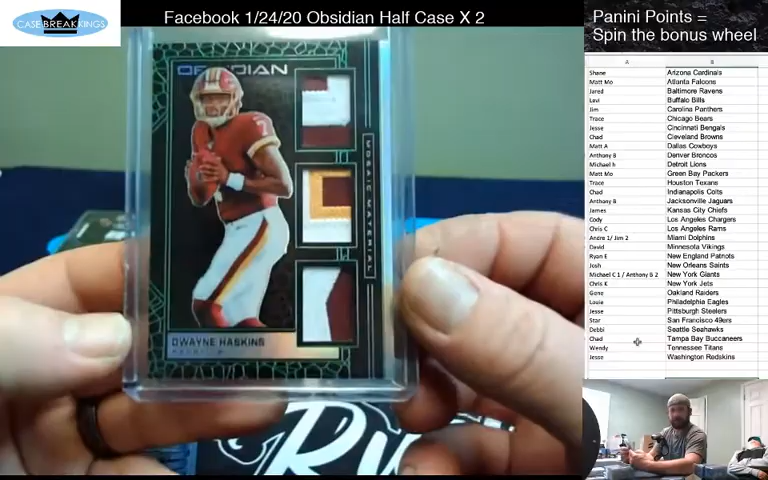 CASE BREAK KINGS
Facebook 1/24/20 Obsidian Half Case X 2
Panini Points =
Spin the bonus wheel
OBSIDIAN
7
MOSAIC MATERIAL
DWAYNE HASKINS
A B
Shane Arizona Cardinals
Matt Mo Atlanta Falcons
Jared Baltimore Ravens
Levi Buffalo Bills
Jim Carolina Panthers
Trace Chicago Bears
Jesse Cincinnati Bengals
Chad Cleveland Browns
Matt A Dallas Cowboys
Anthony B Denver Broncos
Michael h Detroit Lions
Matt Mo Green Bay Packers
Trace Houston Texans
Chad Indianapolis Colts
Anthony B Jacksonville Jaguars
James Kansas City Chiefs
Cody Los Angeles Chargers
Chris C Los Angeles Rams
Andre 1/ Jim 2 Miami Dolphins
David Minnesota Vikings
Ryan E New England Patriots
Josh New Orleans Saints
Michael C 1 / Anthony B 2 New York Giants
Chris K New York Jets
Gene Oakland Raiders
Louie Philadelphia Eagles
Jesse Pittsburgh Steelers
Star San Francisco 49ers
Debbi Seattle Seahawks
Chad Tampa Bay Buccaneers
Wendy Tennessee Titans
Jesse Washington Redskins